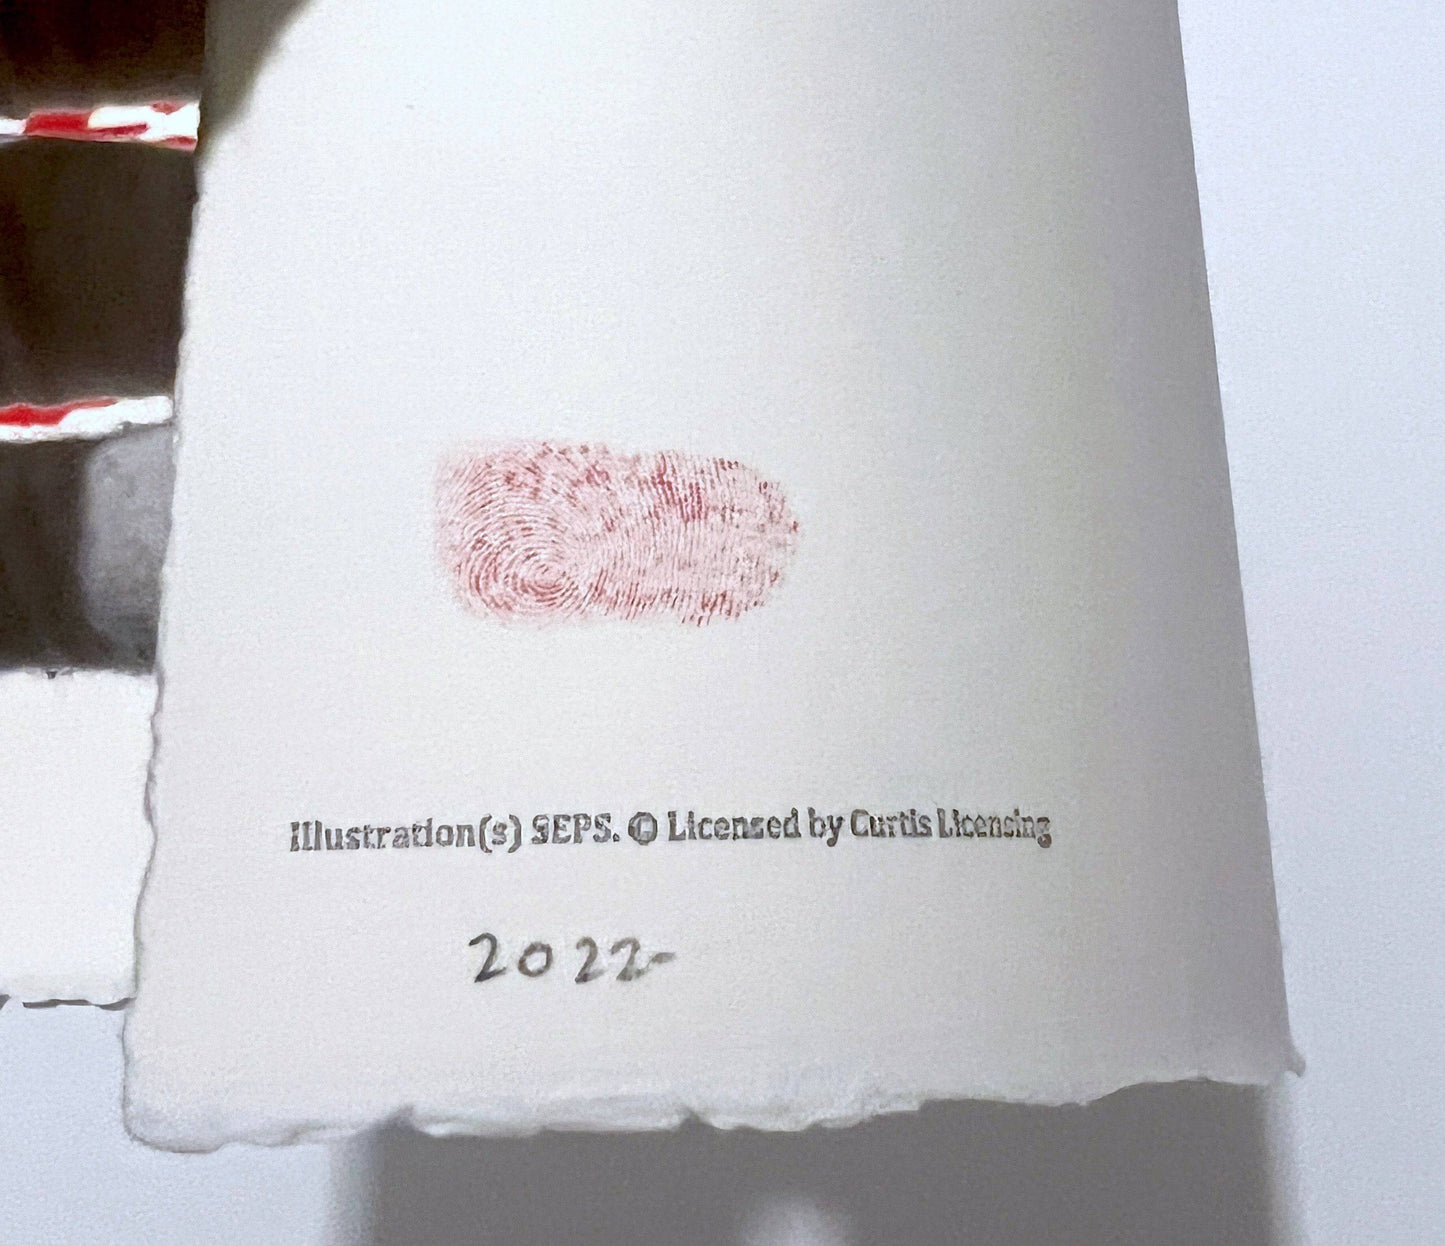 Illustration(s) SEPS. © Licensed by Curtis Licensing
2022-